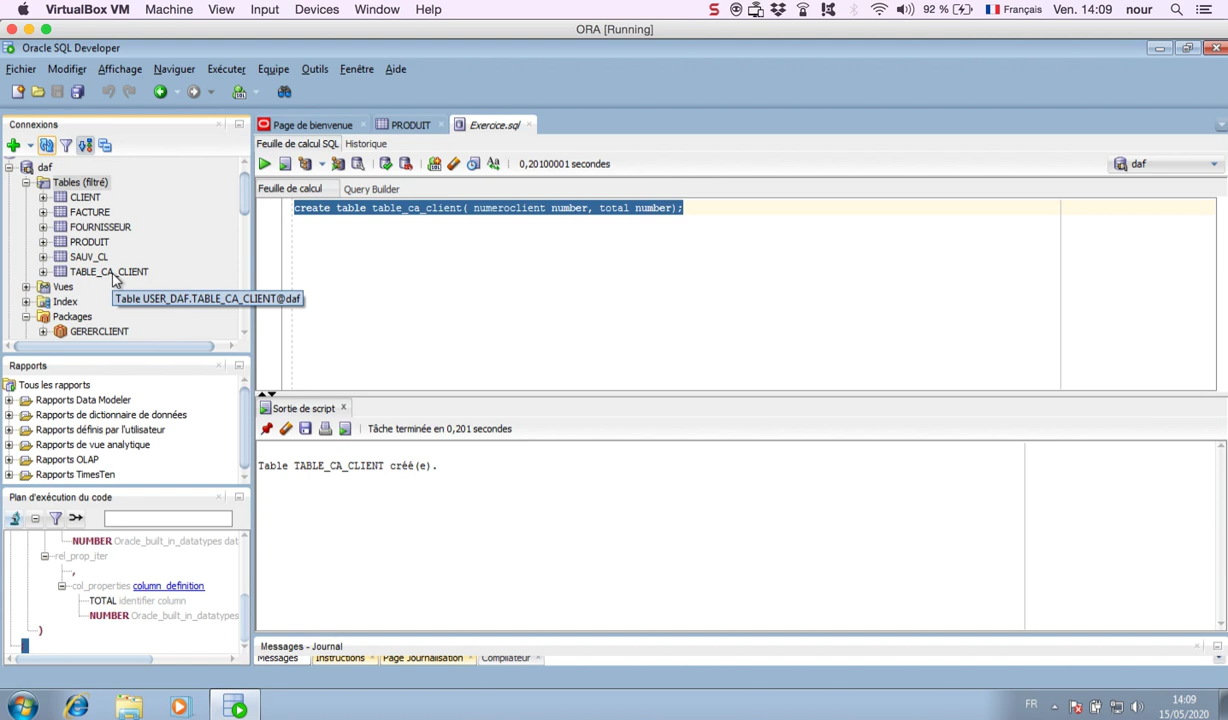 VirtualBox VM Machine View Input Devices Window Help 92 % Français Ven. 14:09 nour
ORA [Running]
Oracle SQL Developer
Fichier Modifier Affichage Naviguer Exécuter Equipe Outils Fenêtre Aide
Connexions
Page de bienvenue PRODUIT Exercice.sql
Feuille de calcul SQL Historique
0,20100001 secondes daf
daf
Tables (filtré)
CLIENT
FACTURE
FOURNISSEUR
PRODUIT
SAUV_CL
TABLE_CA_CLIENT
Vues
Index
Packages
GERERCLIENT
Table USER_DAF.TABLE_CA_CLIENT@daf
Feuille de calcul Query Builder
create table table_ca_client( numeroclient number, total number);
Rapports
Tous les rapports
Rapports Data Modeler
Rapports de dictionnaire de données
Rapports définis par l'utilisateur
Rapports de vue analytique
Rapports OLAP
Rapports TimesTen
Sortie de script
Tâche terminée en 0,201 secondes
Table TABLE_CA_CLIENT créé(e).
Plan d'exécution du code
NUMBER Oracle_built_in_datatypes dat
rel_prop_iter
,
col_properties column_definition
TOTAL identifier column
NUMBER Oracle_built_in_datatypes
)
Messages - Journal
Messages Instructions Page Journalisation Compilateur
FR 14:09
15/05/2020